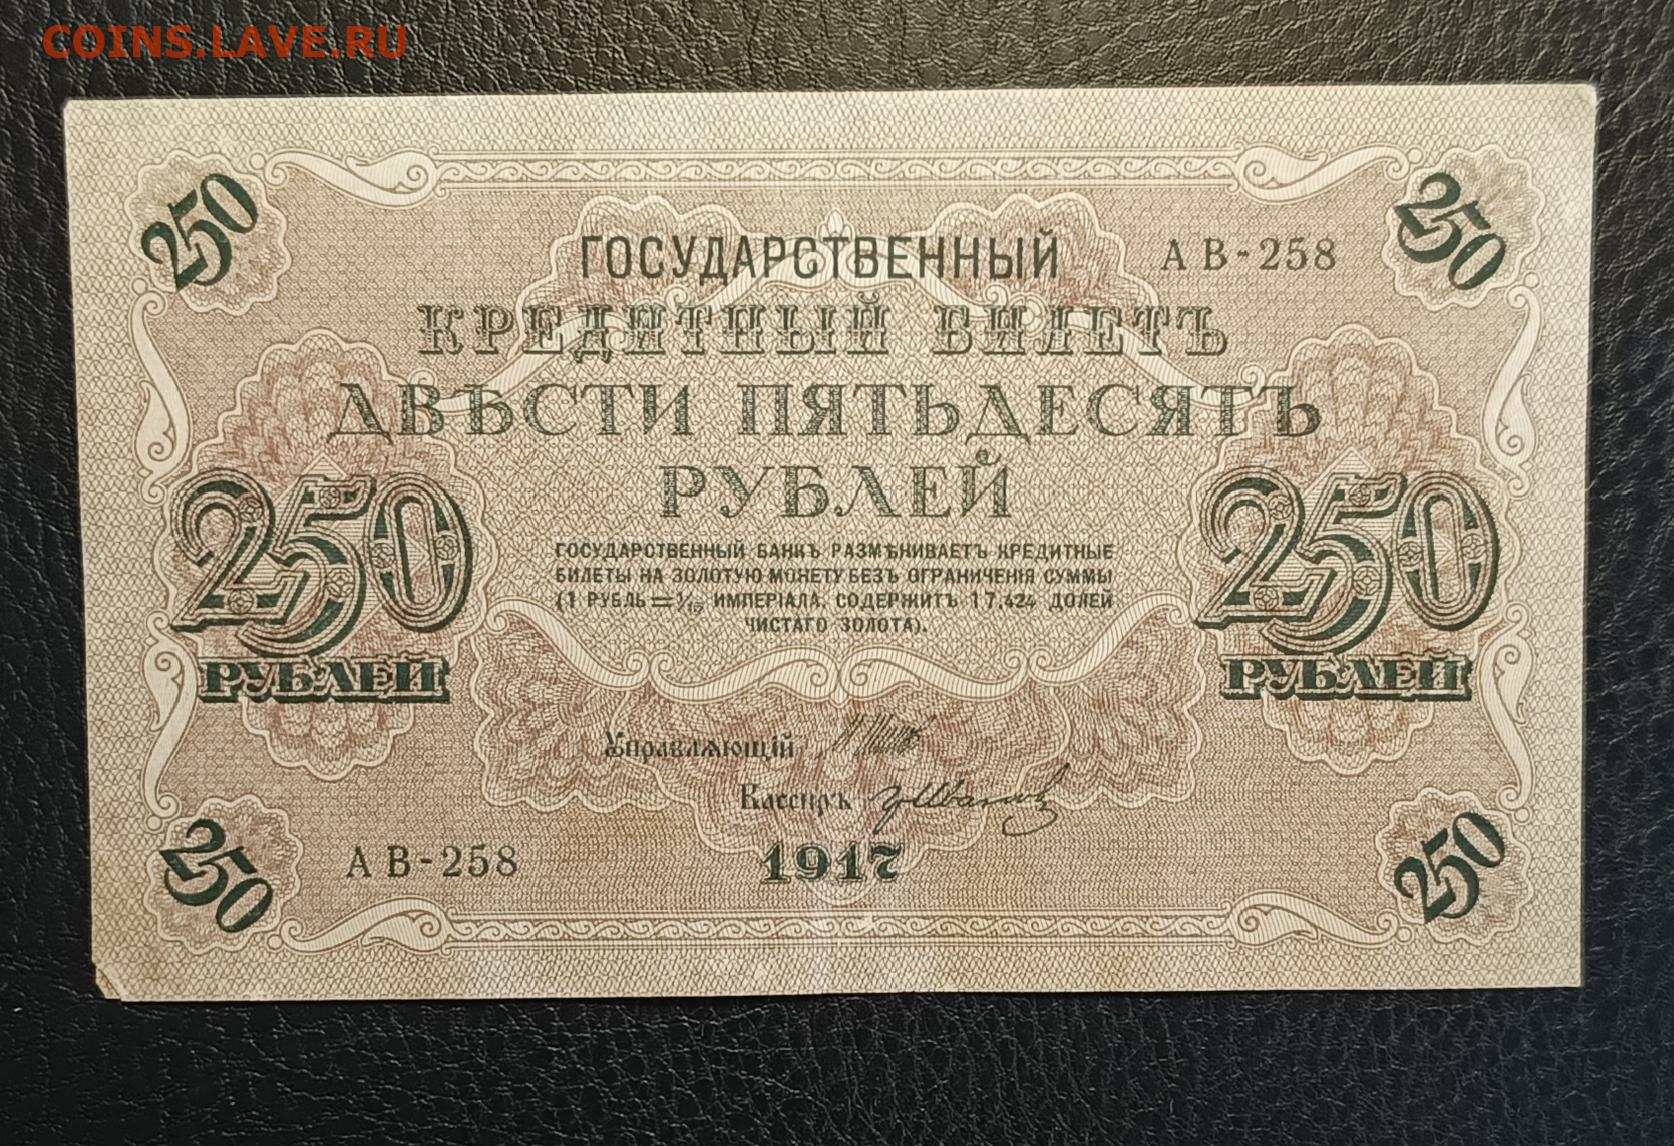 COINS.LAVE.RU
250
250
ГОСУДАРСТВЕННЫЙ
АВ-258
КРЕДИТНЫЙ БИЛЕТЪ
ДВѢСТИ ПЯТЬДЕСЯТЪ
РУБЛЕЙ
250
РУБЛЕЙ
250
РУБЛЕЙ
ГОСУДАРСТВЕННЫЙ БАНКЪ РАЗМѢНИВАЕТЪ КРЕДИТНЫЕ
БИЛЕТЫ НА ЗОЛОТУЮ МОНЕТУ БЕЗЪ ОГРАНИЧЕНІЯ СУММЫ
(1 РУБЛЬ = 1/15 ИМПЕРІАЛА, СОДЕРЖИТЪ 17,424 ДОЛЕЙ
ЧИСТАГО ЗОЛОТА).
Управляющій
Кассиръ
АВ-258
1917
250
250